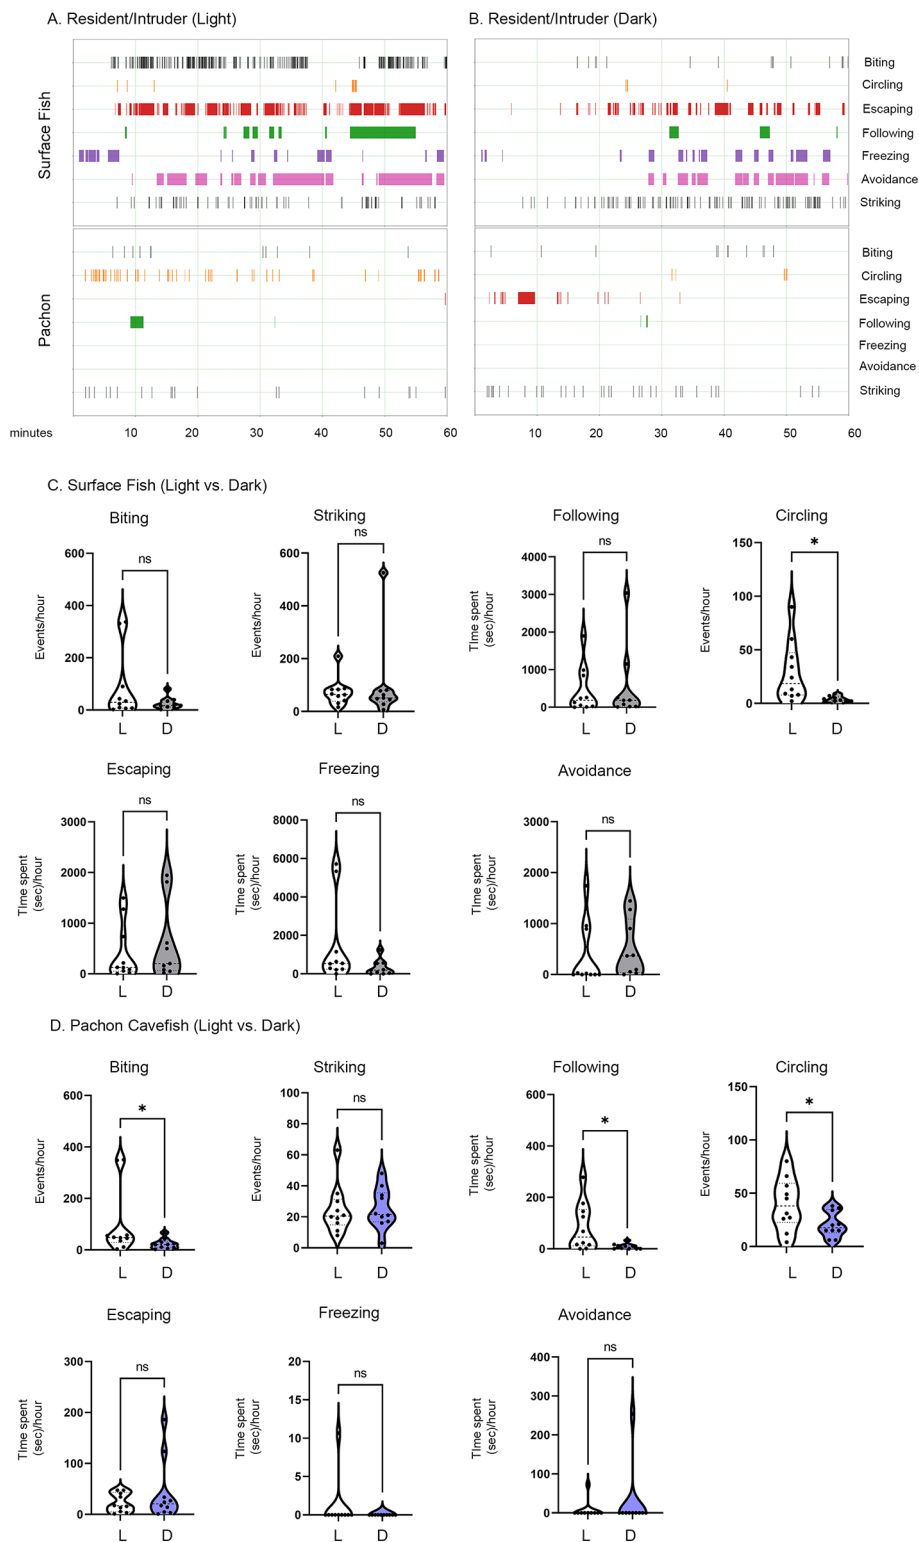 A. Resident/Intruder (Light)
B. Resident/Intruder (Dark)
Surface Fish
Biting
Circling
Escaping
Following
Freezing
Avoidance
Striking
Pachon
Biting
Circling
Escaping
Following
Freezing
Avoidance
Striking
minutes
10 20 30 40 50 60
10 20 30 40 50 60
C. Surface Fish (Light vs. Dark)
Biting
Events/hour
600
400
200
0
ns
L D
Striking
Events/hour
600
400
200
0
ns
L D
Following
TIme spent
(sec)/hour
4000
3000
2000
1000
0
ns
L D
Circling
Events/hour
150
100
50
0
*
L D
Escaping
TIme spent
(sec)/hour
3000
2000
1000
0
ns
L D
Freezing
TIme spent
(sec)/hour
8000
6000
4000
2000
0
ns
L D
Avoidance
TIme spent
(sec)/hour
3000
2000
1000
0
ns
L D
D. Pachon Cavefish (Light vs. Dark)
Biting
Events/hour
600
400
200
0
*
L D
Striking
Events/hour
100
80
60
40
20
0
ns
L D
Following
TIme spent
(sec)/hour
600
400
200
0
*
L D
Circling
Events/hour
150
100
50
0
*
L D
Escaping
TIme spent
(sec)/hour
300
200
100
0
ns
L D
Freezing
TIme spent
(sec)/hour
20
15
10
5
0
ns
L D
Avoidance
TIme spent
(sec)/hour
400
300
200
100
0
ns
L D